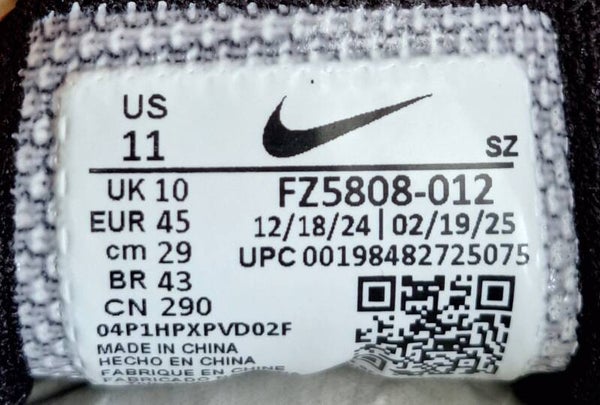 US
11
SZ
UK 10
EUR 45
cm 29
BR 43
CN 290
FZ5808-012
12/18/24 | 02/19/25
UPC 00198482725075
04P1HPXPVD02F
MADE IN CHINA
HECHO EN CHINA
FABRIQUÉ EN CHINE